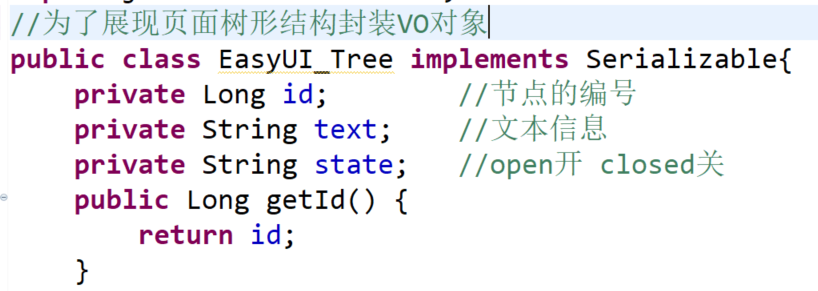 //为了展现页面树形结构封装VO对象
public class EasyUI_Tree implements Serializable{
    private Long id;        //节点的编号
    private String text;    //文本信息
    private String state;   //open开 closed关
    public Long getId() {
        return id;
    }